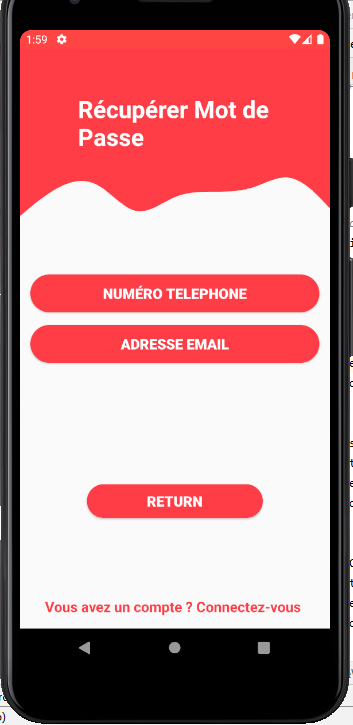 1:59
Récupérer Mot de
Passe
NUMÉRO TELEPHONE
ADRESSE EMAIL
RETURN
Vous avez un compte ? Connectez-vous